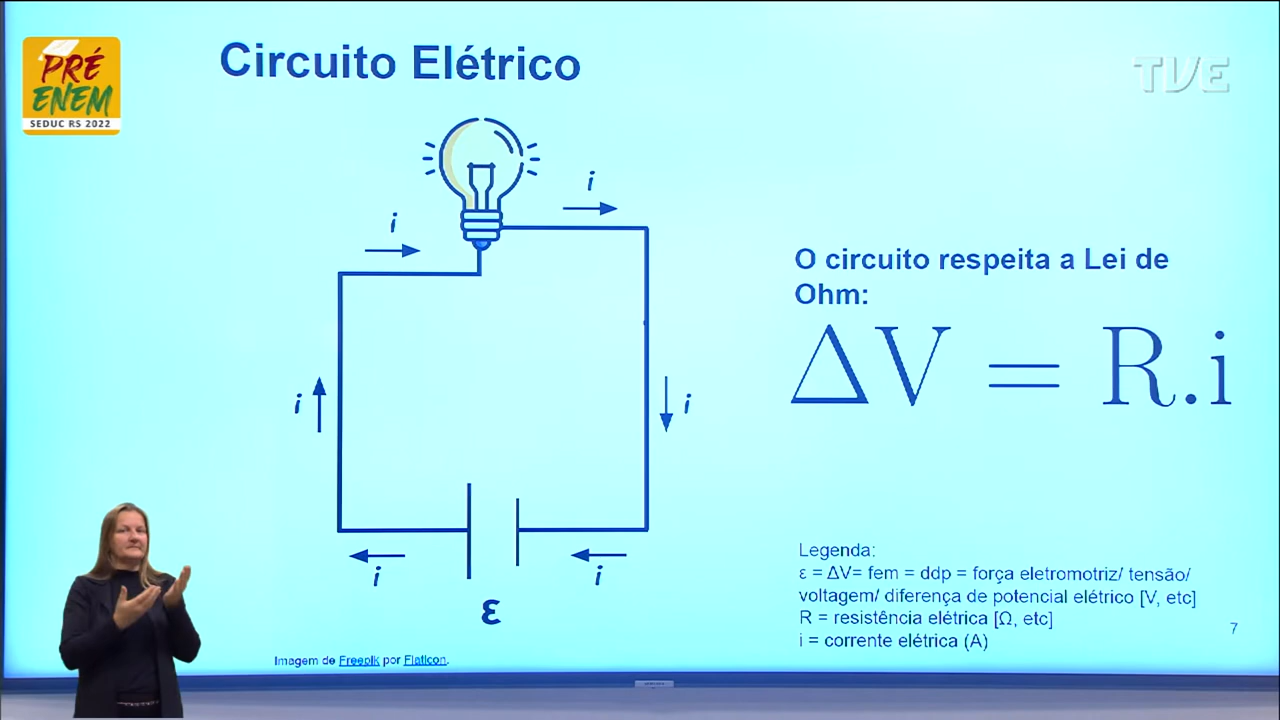 PRÉ
ENEM
SEDUC RS 2022
Circuito Elétrico
TVE
i
i
i
i
i
i
ε
O circuito respeita a Lei de
Ohm:
ΔV = R.i
Legenda:
ε = ΔV= fem = ddp = força eletromotriz/ tensão/
voltagem/ diferença de potencial elétrico [V, etc]
R = resistência elétrica [Ω, etc]
i = corrente elétrica (A)
7
Imagem de Freepik por Flaticon.